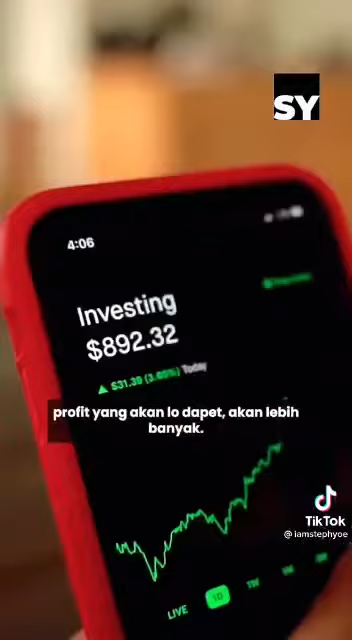 SY
4:06
Investing
$892.32
▲ $31.39 (3.65%) Today
profit yang akan lo dapet, akan lebih
banyak.
TikTok
@iamstephyoe
LIVE
1D
1W